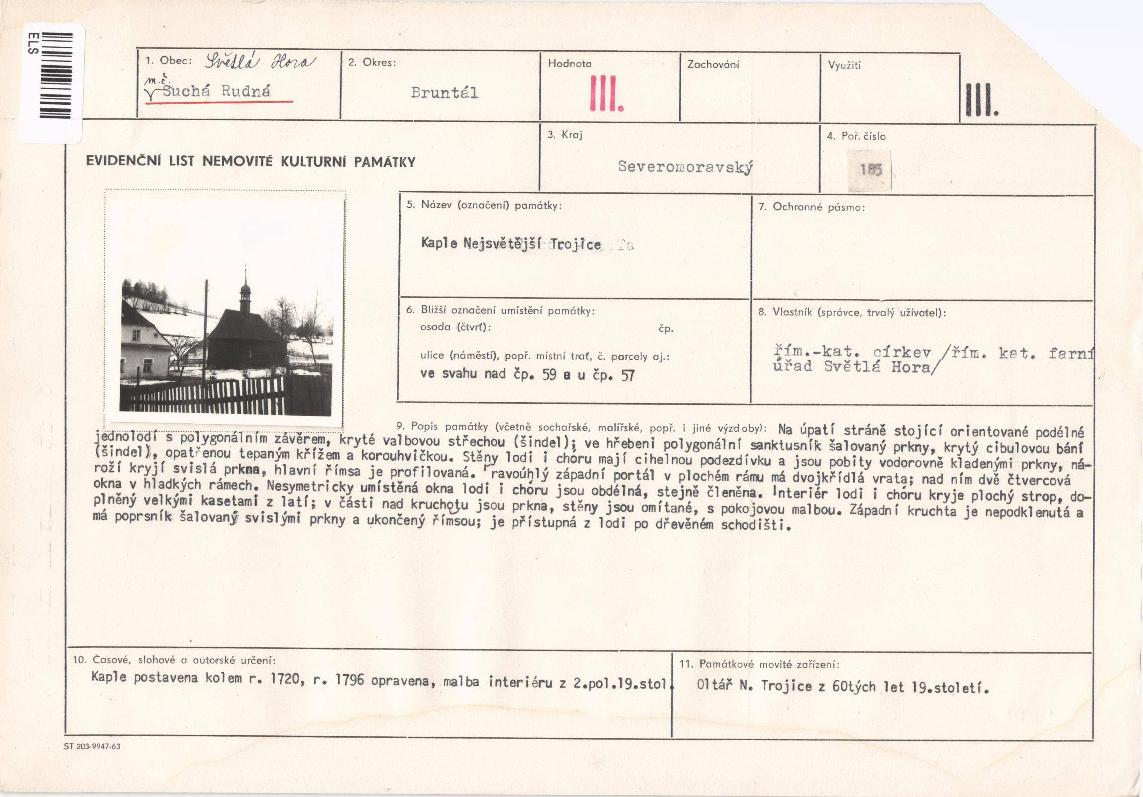 ELS
1. Obec: Světlá Hora
m.č.
Suchá Rudná
2. Okres:
Bruntál
Hodnota
III.
Zachování
Využití
III.
EVIDENČNÍ LIST NEMOVITÉ KULTURNÍ PAMÁTKY
3. Kraj
Severomoravský
4. Poř. číslo
185
5. Název (označení) památky:
Kaple Nejsvětější Trojice
7. Ochranné pásmo:
6. Bližší označení umístění památky:
osada (čtvrť): čp.
ulice (náměstí), popř. místní trať, č. parcely aj.:
ve svahu nad čp. 59 a u čp. 57
8. Vlastník (správce, trvalý uživatel):
řím.-kat. církev /řím. kat. farní
úřad Světlá Hora/
9. Popis památky (včetně sochařské, malířské, popř. i jiné výzdoby): Na úpatí stráně stojící orientované podélné
jednolodí s polygonálním závěrem, kryté valbovou střechou (šindel); ve hřebeni polygonální sanktusník šalovaný prkny, krytý cibulovou bání
(šindel), opatřenou tepaným křížem a korouhvičkou. Stěny lodi i chóru mají cihelnou podezdívku a jsou pobity vodorovně kladenými prkny, ná-
roží kryjí svislá prkna, hlavní římsa je profilovaná. Pravoúhlý západní portál v plochém rámu má dvojkřídlá vrata; nad ním dvě čtvercová
okna v hladkých rámech. Nesymetricky umístěná okna lodi i chóru jsou obdélná, stejně členěna. Interiér lodi i chóru kryje plochý strop, do-
plněný velkými kasetami z latí; v části nad kruchotu jsou prkna, stěny jsou omítané, s pokojovou malbou. Západní kruchta je nepodklenutá a
má poprsník šalovaný svislými prkny a ukončený římsou; je přístupná z lodi po dřevěném schodišti.
10. Časové, slohové a autorské určení:
Kaple postavena kolem r. 1720, r. 1796 opravena, malba interiéru z 2.pol.19.stol.
11. Památkové movité zařízení:
Oltář N. Trojice z 60tých let 19.století.
ST 203-9947-63